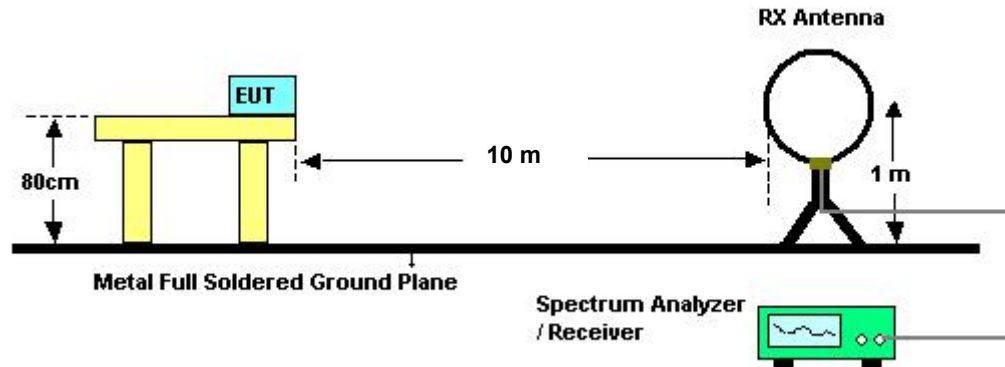 RX Antenna
EUT
10 m
80cm
1 m
Metal Full Soldered Ground Plane
Spectrum Analyzer
/ Receiver